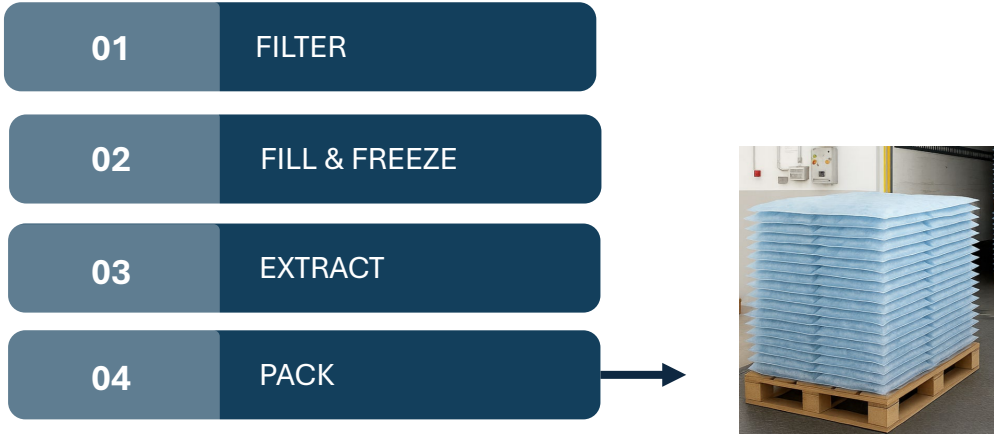 01 FILTER
02 FILL & FREEZE
03 EXTRACT
04 PACK